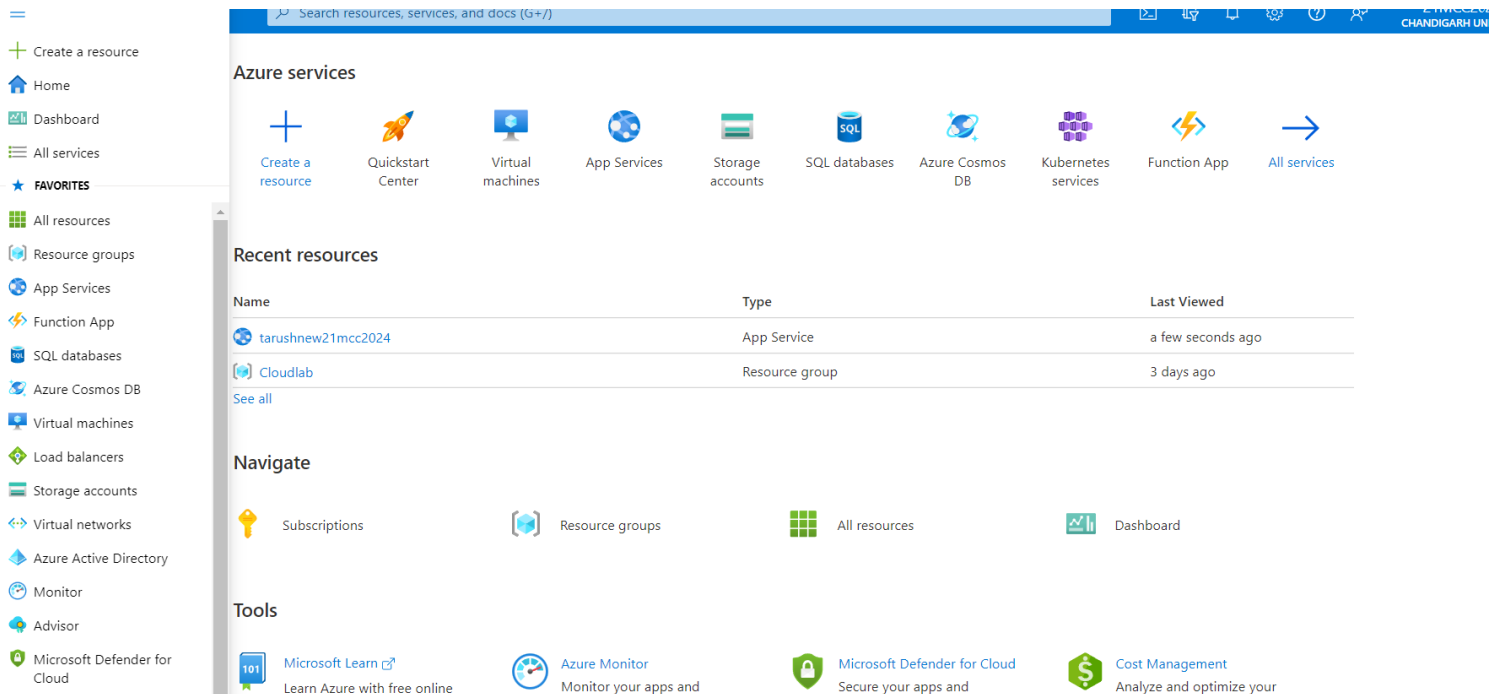 Search resources, services, and docs (G+/)
CHANDIGARH UNI
Create a resource
Home
Dashboard
All services
FAVORITES
All resources
Resource groups
App Services
Function App
SQL databases
Azure Cosmos DB
Virtual machines
Load balancers
Storage accounts
Virtual networks
Azure Active Directory
Monitor
Advisor
Microsoft Defender for
Cloud
Azure services
Create a
resource
Quickstart
Center
Virtual
machines
App Services
Storage
accounts
SQL
SQL databases
Azure Cosmos
DB
Kubernetes
services
Function App
All services
Recent resources
Name Type Last Viewed
tarushnew21mcc2024 App Service a few seconds ago
Cloudlab Resource group 3 days ago
See all
Navigate
Subscriptions
Resource groups
All resources
Dashboard
Tools
101
Microsoft Learn
Learn Azure with free online
Azure Monitor
Monitor your apps and
Microsoft Defender for Cloud
Secure your apps and
Cost Management
Analyze and optimize your